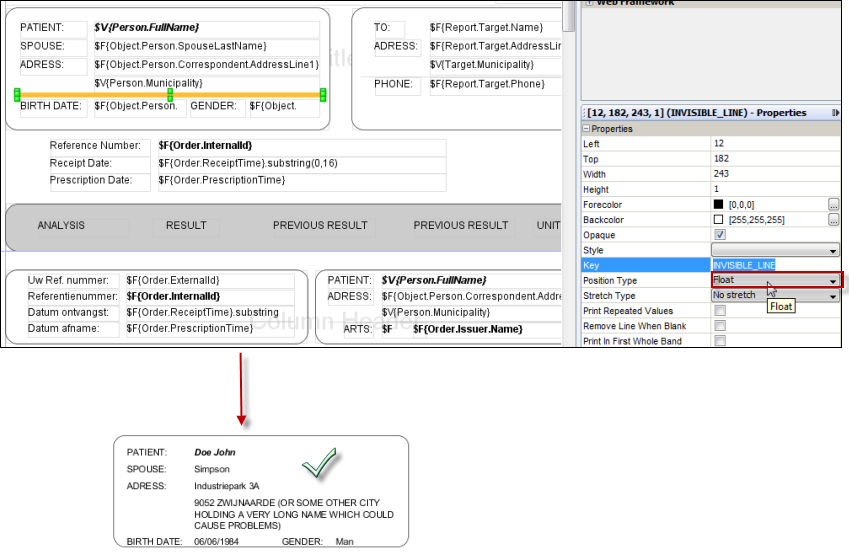 Web Framework
PATIENT: $V{Person.FullName}
SPOUSE: $F{Object.Person.SpouseLastName}
ADRESS: $F{Object.Person.Correspondent.AddressLine1}
$V{Person.Municipality}
BIRTH DATE: $F{Object.Person. GENDER: $F{Object.
TO: $F{Report.Target.Name}
ADRESS: $F{Report.Target.AddressLin
$V{Target.Municipality}
PHONE: $F{Report.Target.Phone}
Reference Number: $F{Order.InternalId}
Receipt Date: $F{Order.ReceiptTime}.substring(0,16)
Prescription Date: $F{Order.PrescriptionTime}
ANALYSIS RESULT PREVIOUS RESULT PREVIOUS RESULT UNIT
Uw Ref. nummer: $F{Order.ExternalId}
Referentienummer: $F{Order.InternalId}
Datum ontvangst: $F{Order.ReceiptTime}.substring
Datum afname: $F{Order.PrescriptionTime}
Column Header
PATIENT: $V{Person.FullName}
ADRESS: $F{Object.Person.Correspondent.Addre
$V{Person.Municipality}
ARTS: $F $F{Order.Issuer.Name}
[12, 182, 243, 1] (INVISIBLE_LINE) - Properties
Properties
Left 12
Top 182
Width 243
Height 1
Forecolor [0,0,0] ...
Backcolor [255,255,255] ...
Opaque
Style
Key INVISIBLE_LINE
Position Type Float
Stretch Type No stretch
Float
Print Repeated Values
Remove Line When Blank
Print In First Whole Band
PATIENT: Doe John
SPOUSE: Simpson
ADRESS: Industriepark 3A
9052 ZWIJNAARDE (OR SOME OTHER CITY
HOLDING A VERY LONG NAME WHICH COULD
CAUSE PROBLEMS)
BIRTH DATE: 06/06/1984 GENDER: Man